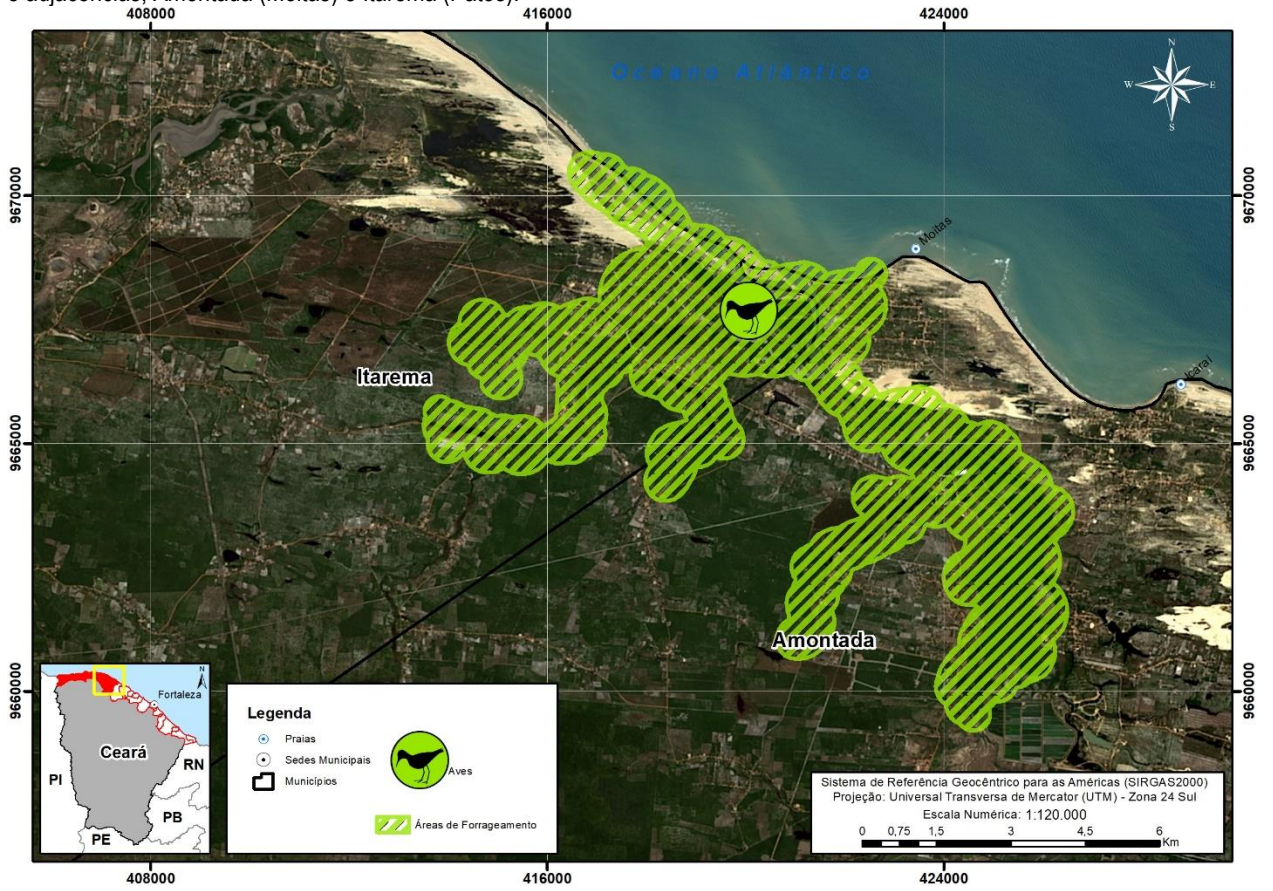 e adjacências, Amontada (Moitas) e Itarema (Patos).
408000
416000
424000
Oceano Atlântico
N
W
E
S
9670000
9670000
Moitas
Itarema
Icaraí
9665000
9665000
Amontada
9660000
9660000
N
Fortaleza
Ceará
PI
RN
PB
PE
Legenda
Praias
Sedes Municipais
Municípios
Aves
Áreas de Forrageamento
Sistema de Referência Geocêntrico para as Américas (SIRGAS2000)
Projeção: Universal Transversa de Mercator (UTM) - Zona 24 Sul
Escala Numérica: 1:120.000
0 0,75 1,5 3 4,5 6
Km
408000
416000
424000